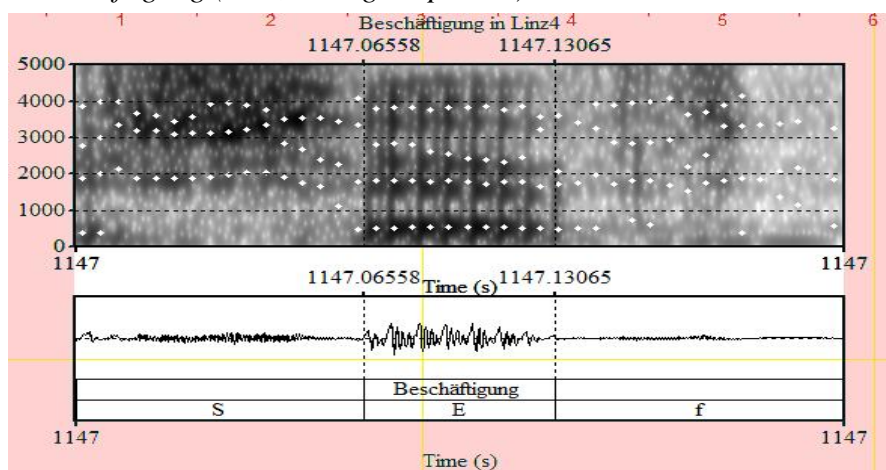 1 2 3 4 5 6
Beschäftigung in Linz4
1147.06558 1147.13065
5000
4000
3000
2000
1000
0
1147 1147
Time (s)
1147.06558 1147.13065
Beschäftigung
S E f
1147 1147
Time (s)